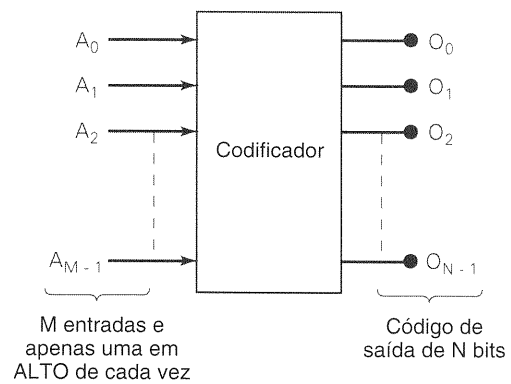 A0 O0
A1 O1
A2 O2
Codificador
AM - 1 ON - 1
M entradas e
apenas uma em
ALTO de cada vez
Código de
saída de N bits